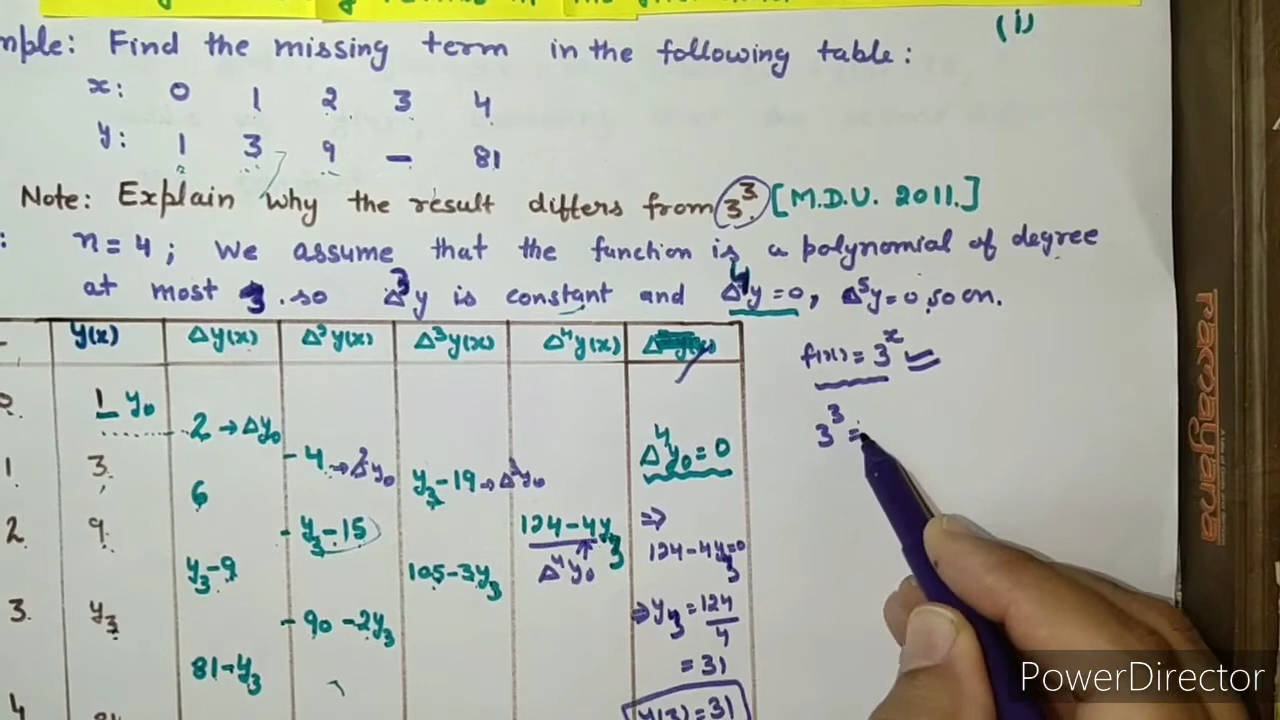 (i)
mple: Find the missing term in the following table:
x: 0 1 2 3 4
y: 1 3 9 — 81
Note: Explain why the result differs from 3³ [M.D.U. 2011.]
: n = 4 ; We assume that the function is a polynomial of degree
at most 3. so Δ³y is constant and Δ⁴y = 0, Δ⁵y = 0, so on.
y(x) Δy(x) Δ²y(x) Δ³y(x) Δ⁴y(x)
f(x) = 3ˣ
0. 1 y₀
2 → Δy₀
3³ =
4 → Δ²y₀
Δ⁴y₀ = 0
1. 3
y₃ - 19 → Δ³y₀
6
2. 9
y₃ - 15
124 - 4y₃
⇒
Δ⁴y₀
124 - 4y₃ = 0
y₃ - 9
105 - 3y₃
3. y₃
90 - 2y₃
⇒ y₃ = 124/4
81 - y₃
= 31
4 81
y(3) = 31
ramayana
PowerDirector